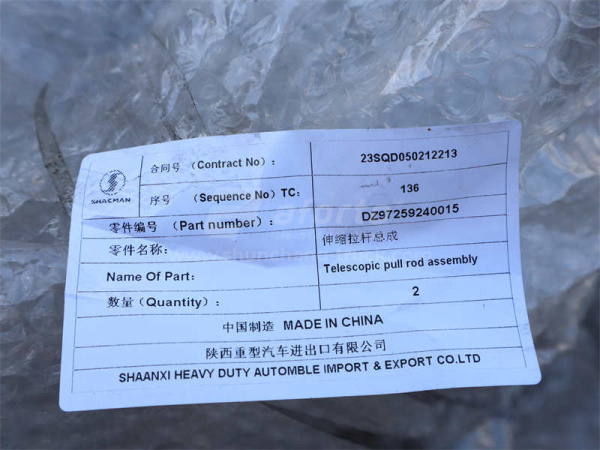 SHACMAN
合同号 (Contract No): 23SQD050212213
序号 (Sequence No) TC: 136
零件编号 (Part number): DZ97259240015
零件名称: 伸缩拉杆总成
Name Of Part: Telescopic pull rod assembly
数量 (Quantity): 2
中国制造 MADE IN CHINA
陕西重型汽车进出口有限公司
SHAANXI HEAVY DUTY AUTOMBLE IMPORT & EXPORT CO.LTD